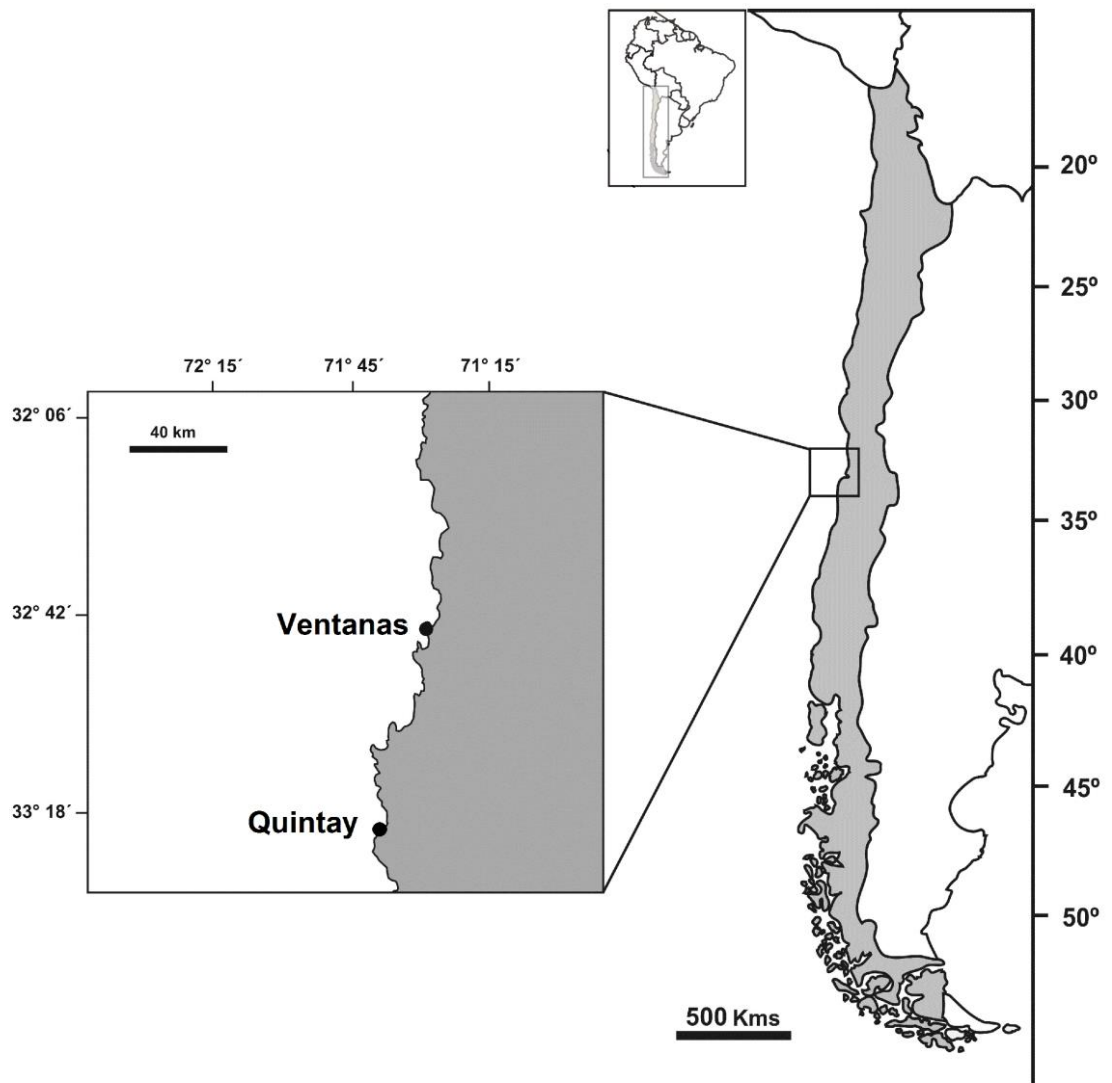 20º
25º
30º
35º
40º
45º
50º
500 Kms
72° 15´
71° 45´
71° 15´
32° 06´
40 km
32° 42´
Ventanas
33° 18´
Quintay